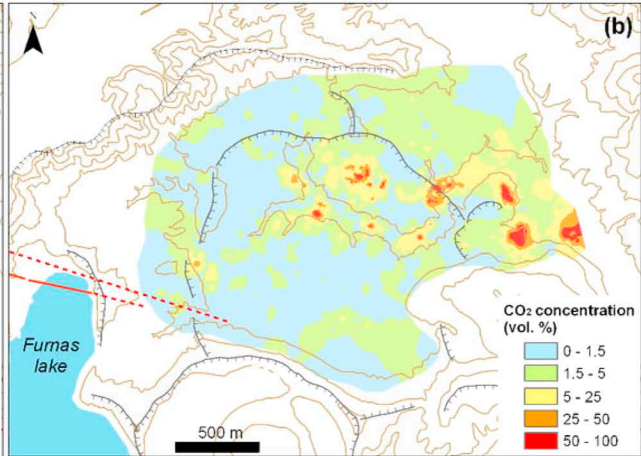 N
(b)
Furnas
lake
500 m
CO₂ concentration
(vol. %)
0 - 1.5
1.5 - 5
5 - 25
25 - 50
50 - 100